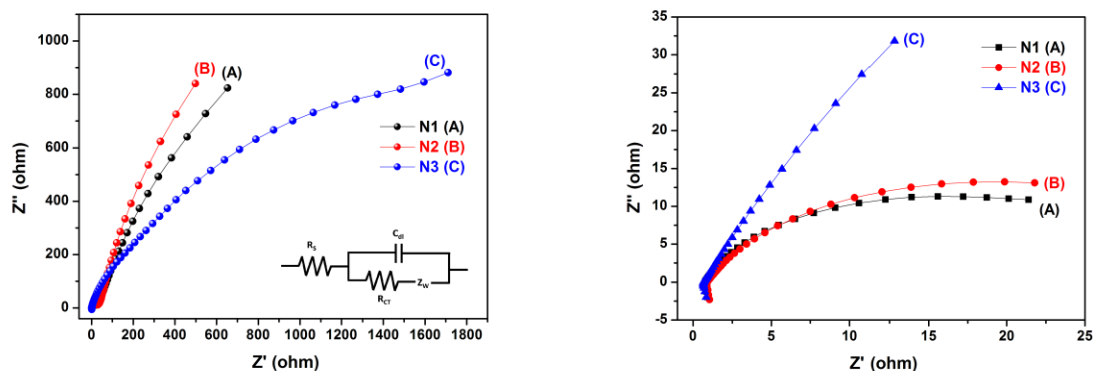 1000
800
600
400
200
0
Z" (ohm)
0 200 400 600 800 1000 1200 1400 1600 1800
Z' (ohm)
(B)
(A)
(C)
N1 (A)
N2 (B)
N3 (C)
Rs
Cdl
RCT
Zw
35
30
25
20
15
10
5
0
-5
Z" (ohm)
0 5 10 15 20 25
Z' (ohm)
(C)
N1 (A)
N2 (B)
N3 (C)
(B)
(A)